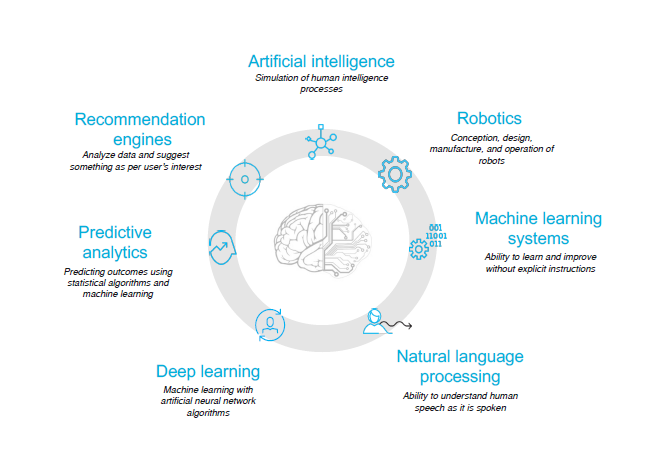 Artificial intelligence
Simulation of human intelligence
processes
Robotics
Conception, design,
manufacture, and operation of
robots
Machine learning
systems
Ability to learn and improve
without explicit instructions
001
11001
011
Natural language
processing
Ability to understand human
speech as it is spoken
Deep learning
Machine learning with
artificial neural network
algorithms
Predictive
analytics
Predicting outcomes using
statistical algorithms and
machine learning
Recommendation
engines
Analyze data and suggest
something as per user's interest